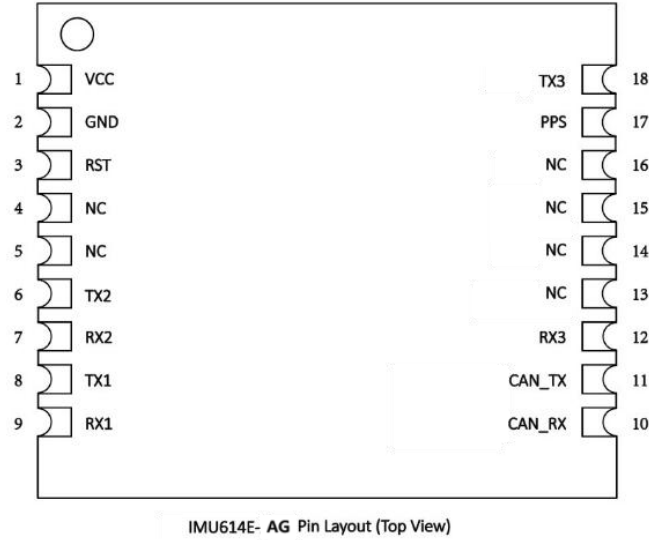 1 VCC TX3 18
2 GND PPS 17
3 RST NC 16
4 NC NC 15
5 NC NC 14
6 TX2 NC 13
7 RX2 RX3 12
8 TX1 CAN_TX 11
9 RX1 CAN_RX 10
IMU614E- AG Pin Layout (Top View)